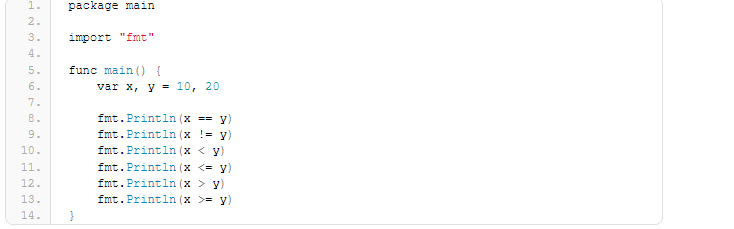 1. package main
2.
3. import "fmt"
4.
5. func main() {
6. var x, y = 10, 20
7.
8. fmt.Println(x == y)
9. fmt.Println(x != y)
10. fmt.Println(x < y)
11. fmt.Println(x <= y)
12. fmt.Println(x > y)
13. fmt.Println(x >= y)
14. }